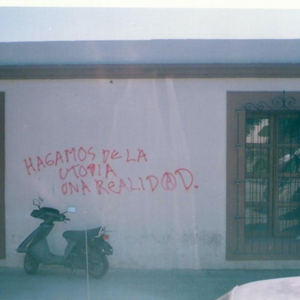 HAGAMOS DE LA
UTOPIA
UNA REALIDAD.